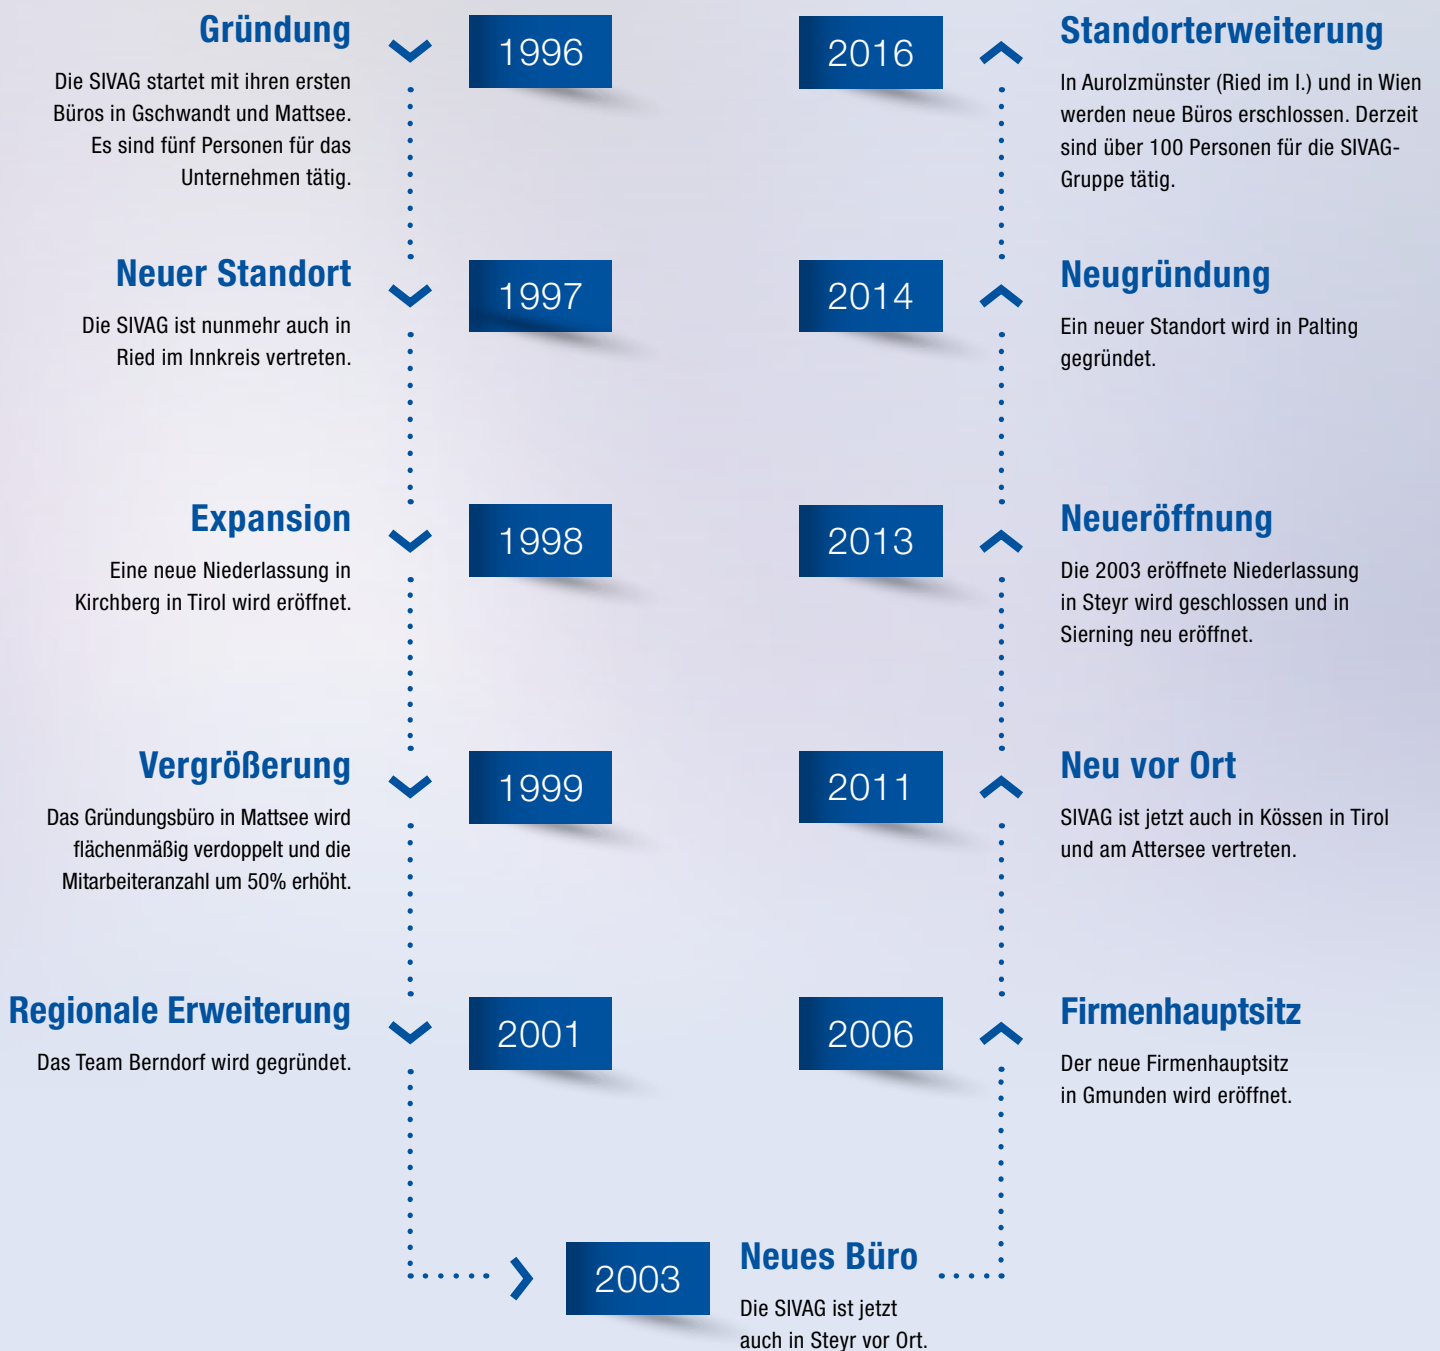 Gründung
1996
Die SIVAG startet mit ihren ersten
Büros in Gschwandt und Mattsee.
Es sind fünf Personen für das
Unternehmen tätig.
Neuer Standort
1997
Die SIVAG ist nunmehr auch in
Ried im Innkreis vertreten.
Expansion
1998
Eine neue Niederlassung in
Kirchberg in Tirol wird eröffnet.
Vergrößerung
1999
Das Gründungsbüro in Mattsee wird
flächenmäßig verdoppelt und die
Mitarbeiteranzahl um 50% erhöht.
Regionale Erweiterung
2001
Das Team Berndorf wird gegründet.
2003
Neues Büro
Die SIVAG ist jetzt
auch in Steyr vor Ort.
2006
Firmenhauptsitz
Der neue Firmenhauptsitz
in Gmunden wird eröffnet.
2011
Neu vor Ort
SIVAG ist jetzt auch in Kössen in Tirol
und am Attersee vertreten.
2013
Neueröffnung
Die 2003 eröffnete Niederlassung
in Steyr wird geschlossen und in
Sierning neu eröffnet.
2014
Neugründung
Ein neuer Standort wird in Palting
gegründet.
2016
Standorterweiterung
In Aurolzmünster (Ried im I.) und in Wien
werden neue Büros erschlossen. Derzeit
sind über 100 Personen für die SIVAG-
Gruppe tätig.